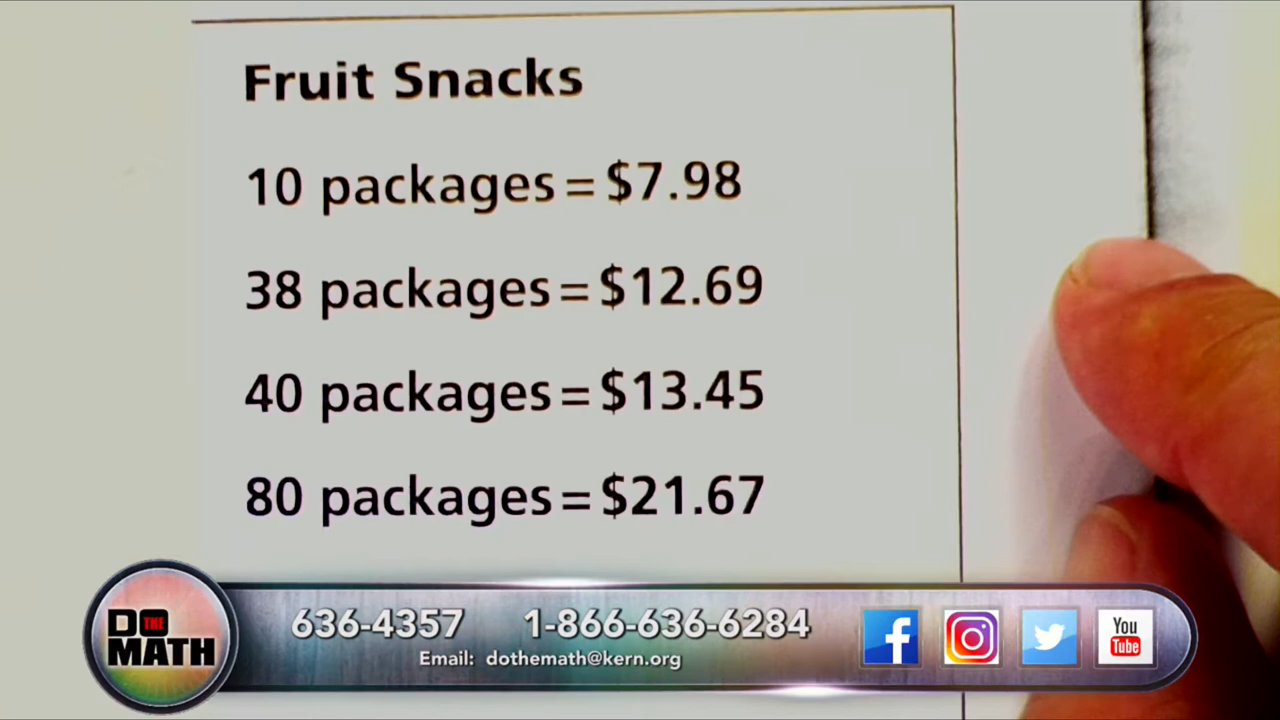 Fruit Snacks
10 packages = $7.98
38 packages = $12.69
40 packages = $13.45
80 packages = $21.67
DO THE MATH
636-4357 1-866-636-6284
Email: dothemath@kern.org
You Tube